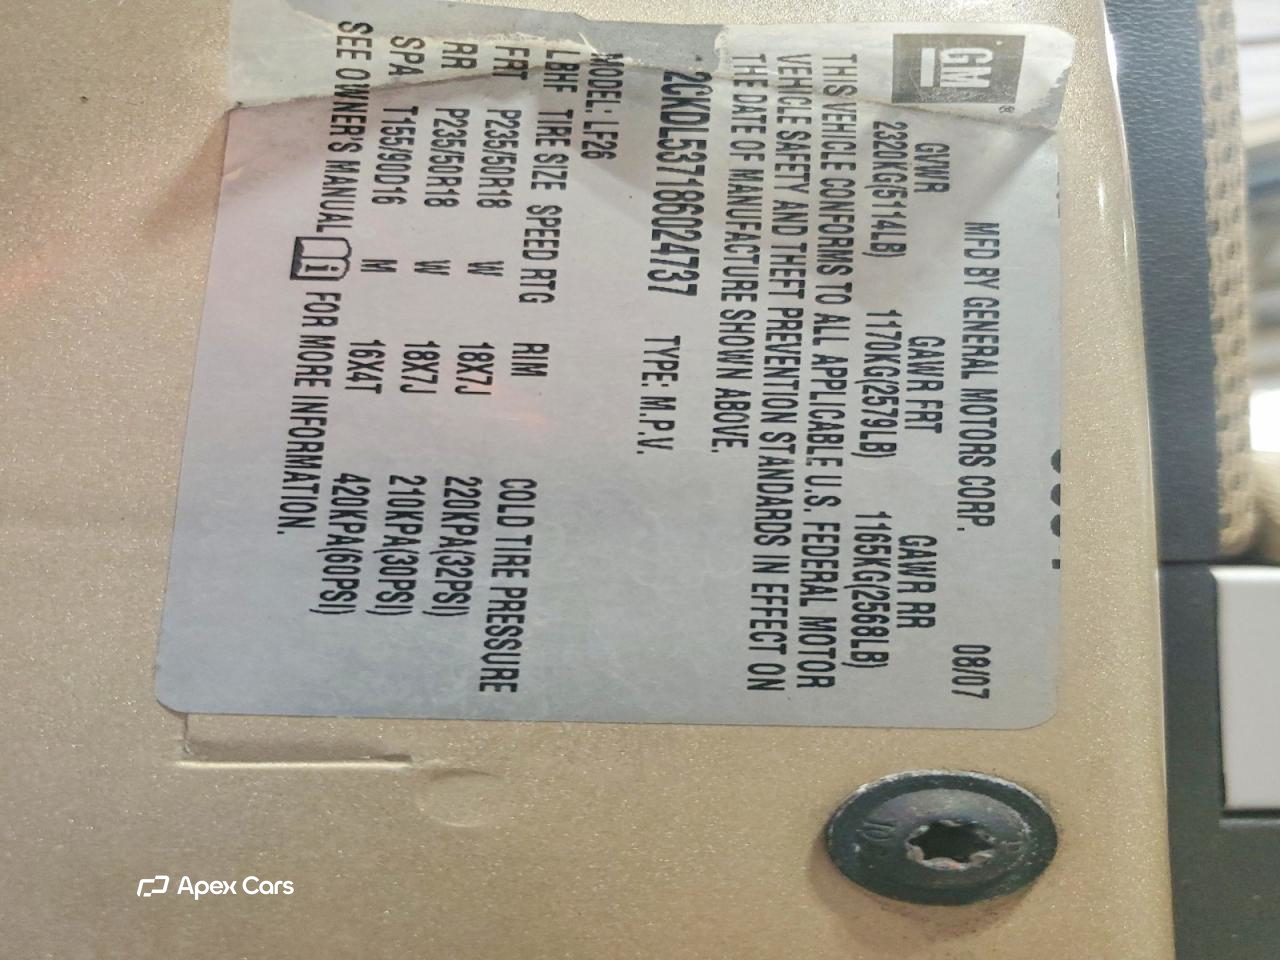 GM®
MFD BY GENERAL MOTORS CORP. 08/07
GVWR GAWR FRT GAWR RR
2320KG(5114LB) 1170KG(2579LB) 1165KG(2568LB)
THIS VEHICLE CONFORMS TO ALL APPLICABLE U.S. FEDERAL MOTOR
VEHICLE SAFETY AND THEFT PREVENTION STANDARDS IN EFFECT ON
THE DATE OF MANUFACTURE SHOWN ABOVE.
*2CKDL537186024737 TYPE: M.P.V.
MODEL: LF26
LBHF TIRE SIZE SPEED RTG RIM COLD TIRE PRESSURE
FRT P235/50R18 W 18X7J 220KPA(32PSI)
RR P235/50R18 W 18X7J 210KPA(30PSI)
SPA T155/90D16 M 16X4T 420KPA(60PSI)
SEE OWNER'S MANUAL i FOR MORE INFORMATION.
Apex Cars